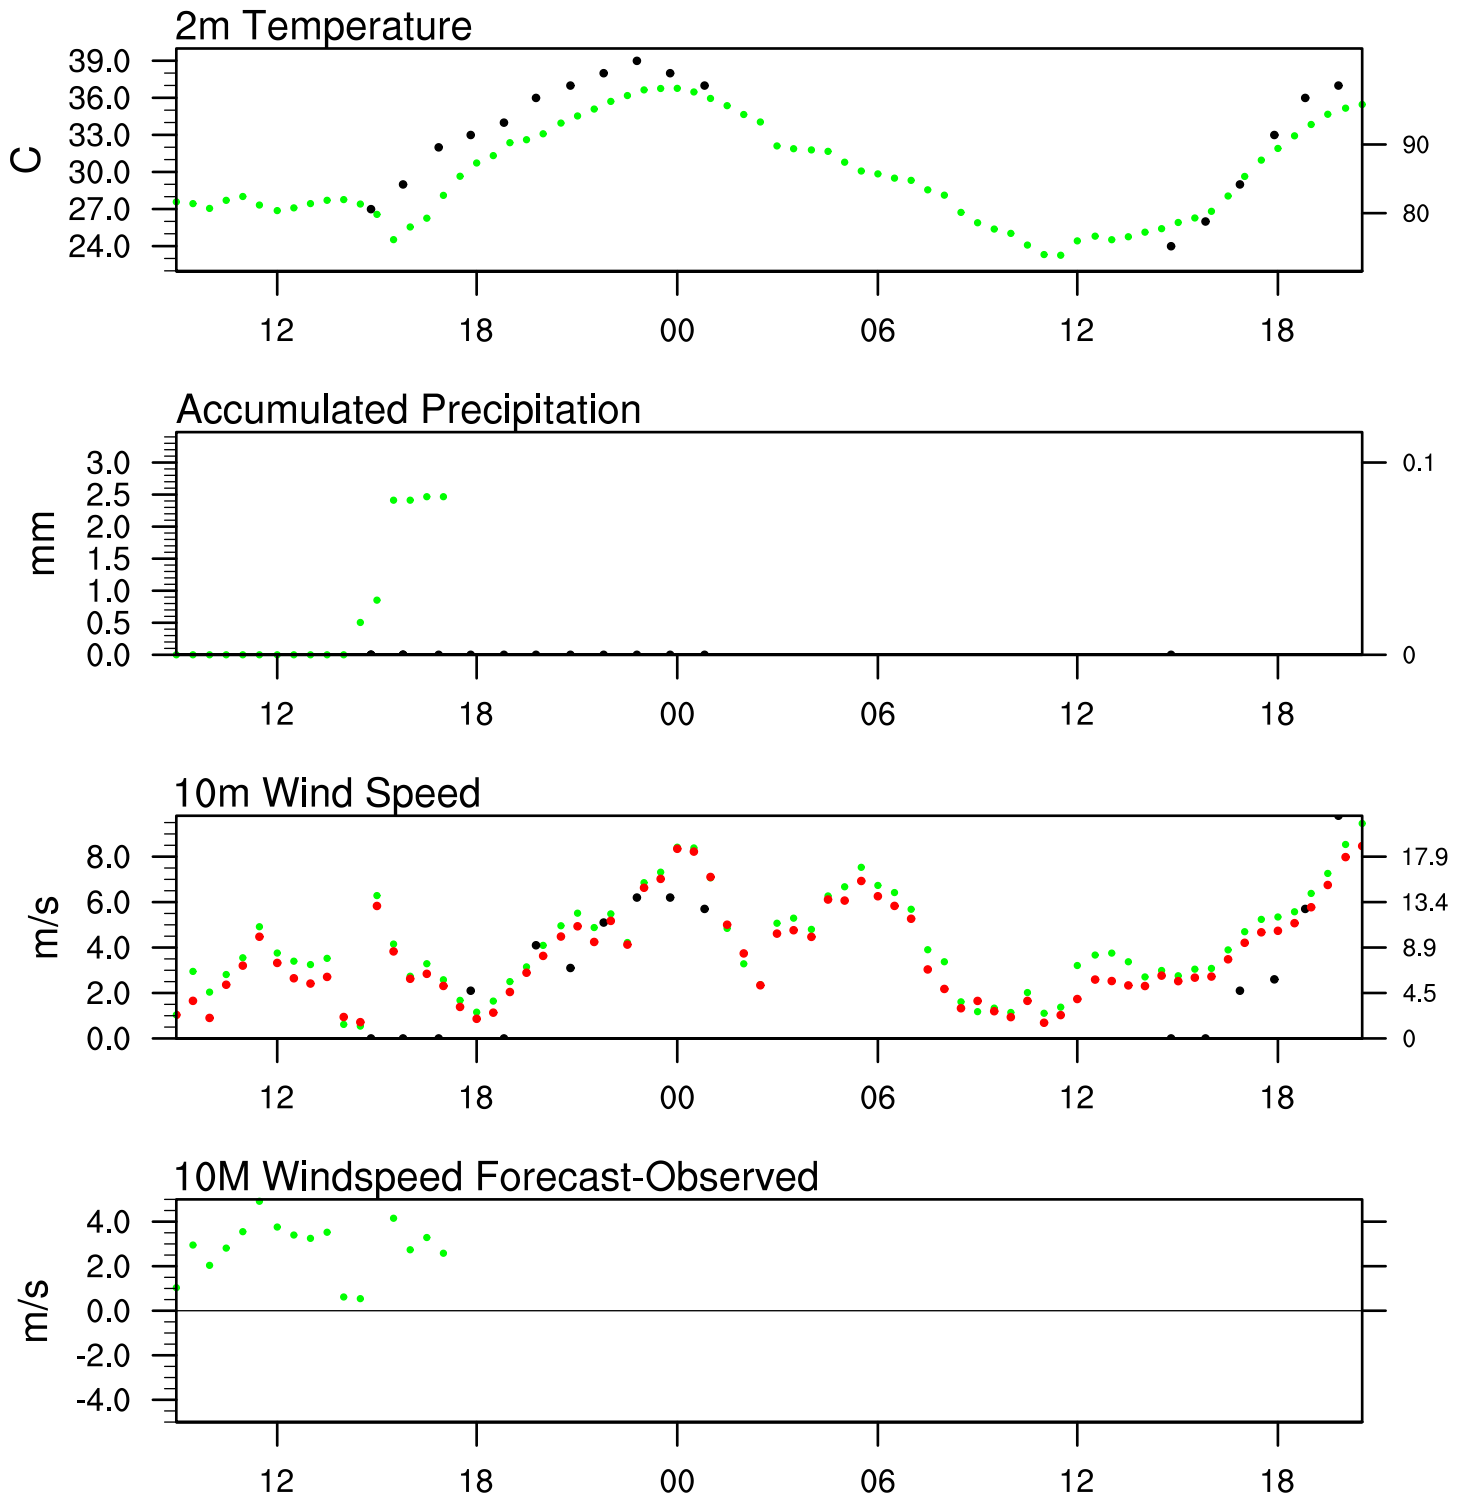 2m Temperature
39.0
36.0
33.0
30.0
27.0
24.0
C
90
80
12 18 00 06 12 18
Accumulated Precipitation
3.0
2.5
2.0
1.5
1.0
0.5
0.0
mm
0.1
0
12 18 00 06 12 18
10m Wind Speed
8.0
6.0
4.0
2.0
0.0
m/s
17.9
13.4
8.9
4.5
0
12 18 00 06 12 18
10M Windspeed Forecast-Observed
4.0
2.0
0.0
-2.0
-4.0
m/s
12 18 00 06 12 18